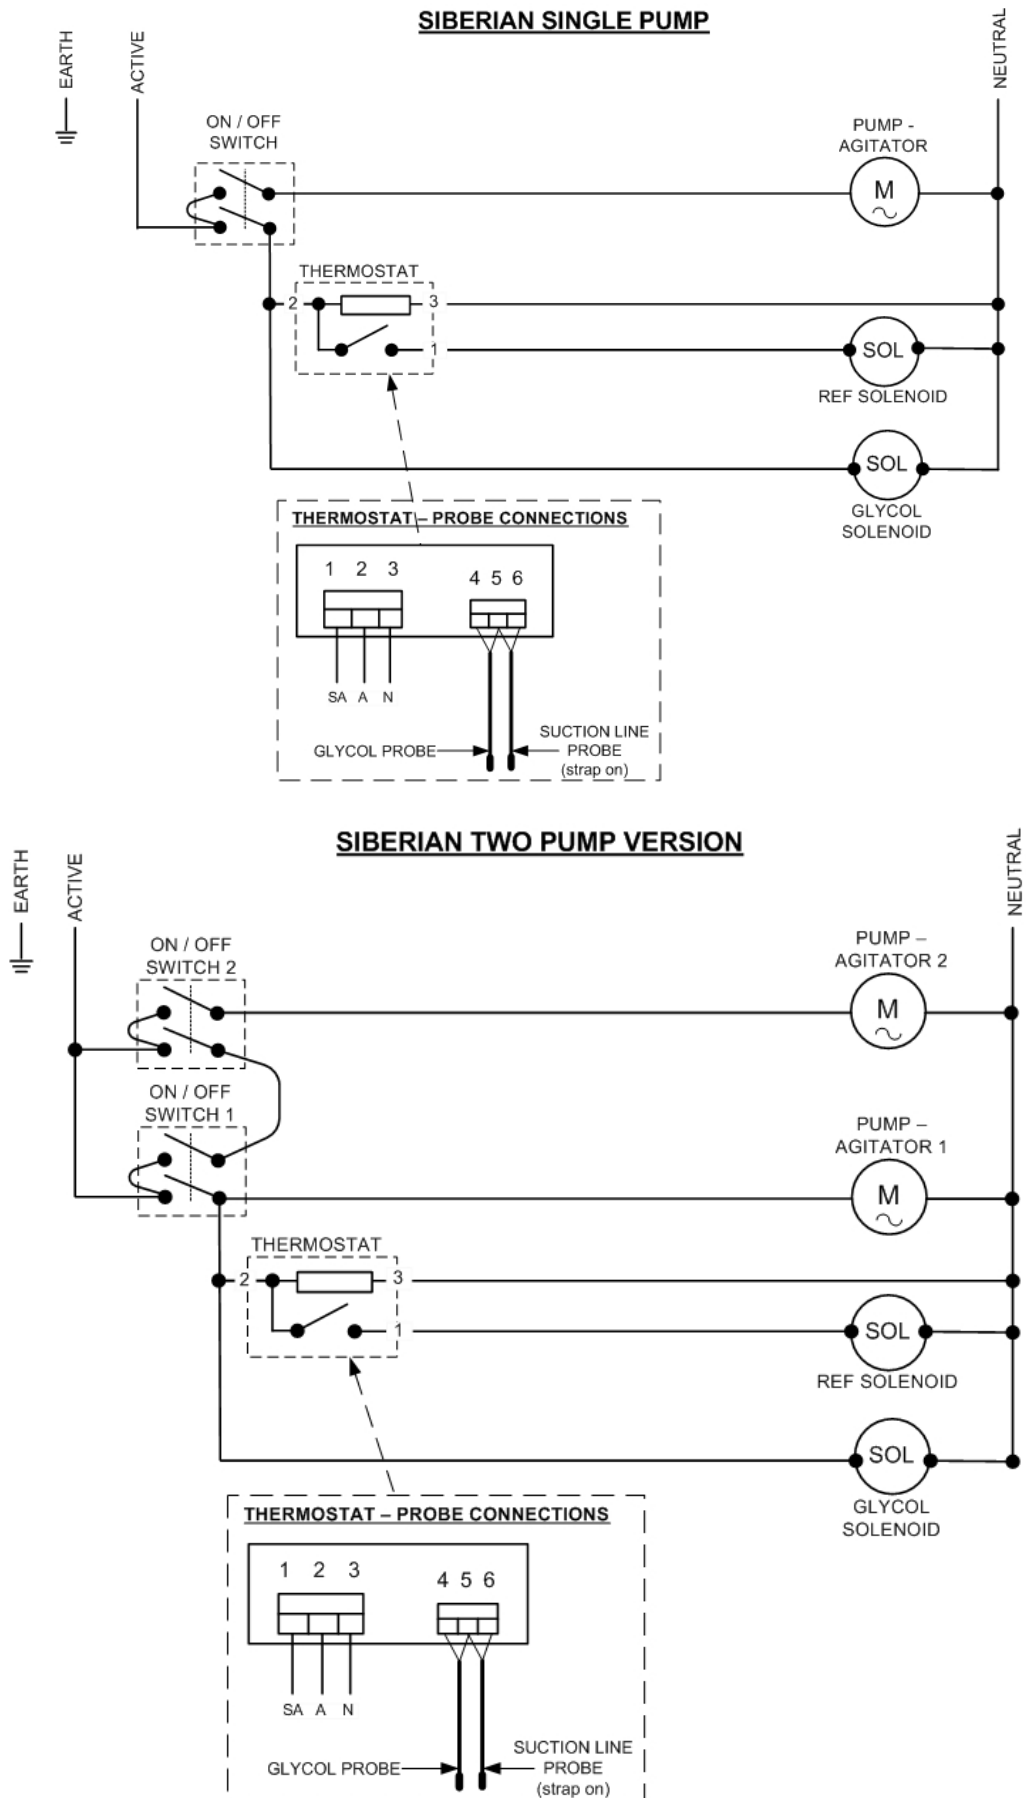 SIBERIAN SINGLE PUMP
EARTH
ACTIVE
NEUTRAL
ON / OFF
SWITCH
PUMP -
AGITATOR
M
THERMOSTAT
2
3
1
SOL
REF SOLENOID
SOL
GLYCOL
SOLENOID
THERMOSTAT – PROBE CONNECTIONS
1 2 3
4 5 6
SA A N
GLYCOL PROBE
SUCTION LINE
PROBE
(strap on)
SIBERIAN TWO PUMP VERSION
EARTH
ACTIVE
NEUTRAL
ON / OFF
SWITCH 2
PUMP –
AGITATOR 2
M
ON / OFF
SWITCH 1
PUMP –
AGITATOR 1
M
THERMOSTAT
2
3
1
SOL
REF SOLENOID
SOL
GLYCOL
SOLENOID
THERMOSTAT – PROBE CONNECTIONS
1 2 3
4 5 6
SA A N
GLYCOL PROBE
SUCTION LINE
PROBE
(strap on)